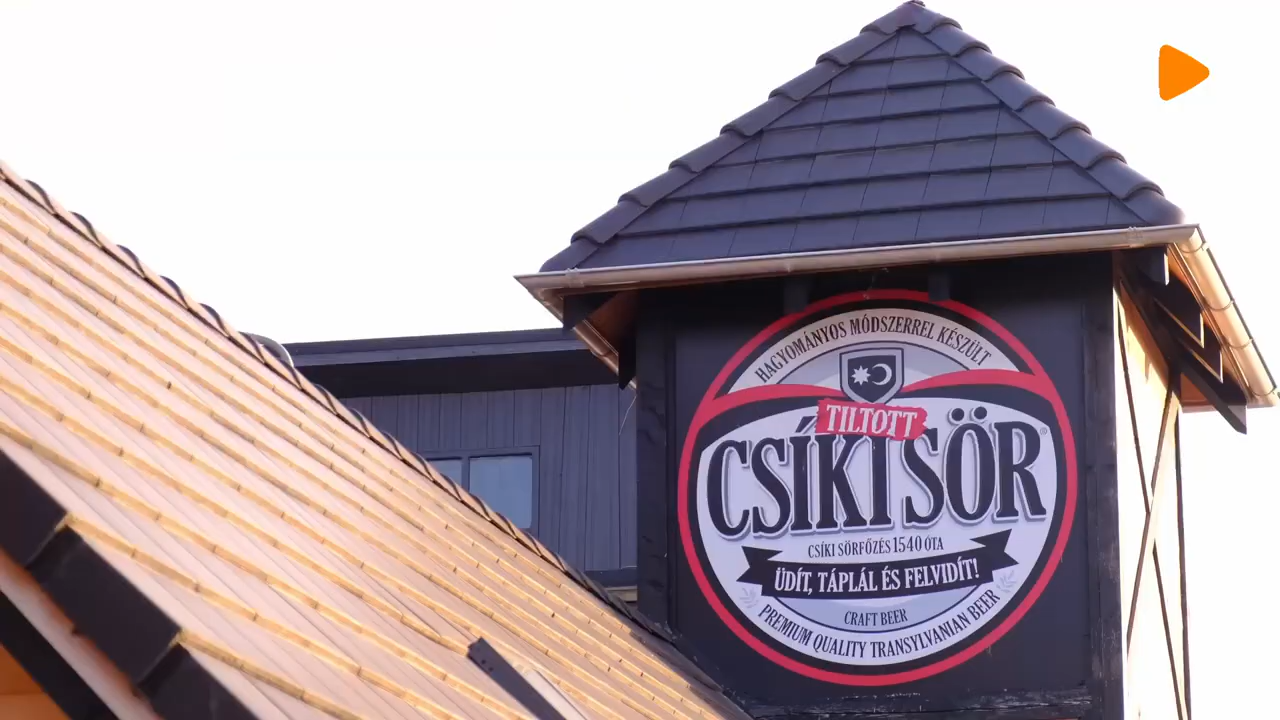 HAGYOMÁNYOS MÓDSZERREL KÉSZÜLT
TILTOTT
CSÍKI SÖR®
CSÍKI SÖRFŐZÉS 1540 ÓTA
ÜDÍT, TÁPLÁL ÉS FELVIDÍT!
CRAFT BEER
PREMIUM QUALITY TRANSYLVANIAN BEER